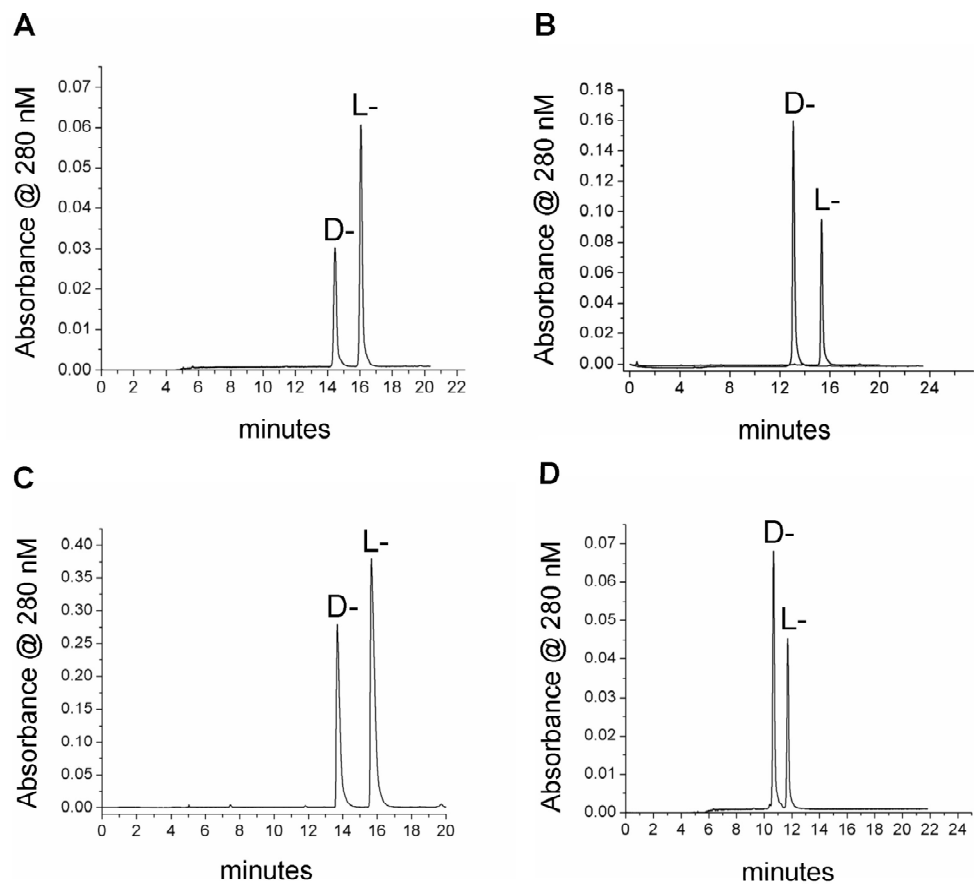 A
Absorbance @ 280 nM
0.07
0.06
0.05
0.04
0.03
0.02
0.01
0.00
D-
L-
0 2 4 6 8 10 12 14 16 18 20 22
minutes
B
Absorbance @ 280 nM
0.18
0.16
0.14
0.12
0.10
0.08
0.06
0.04
0.02
0.00
D-
L-
0 4 8 12 16 20 24
minutes
C
Absorbance @ 280 nM
0.40
0.35
0.30
0.25
0.20
0.15
0.10
0.05
0.00
D-
L-
0 2 4 6 8 10 12 14 16 18 20
minutes
D
Absorbance @ 280 nM
0.07
0.06
0.05
0.04
0.03
0.02
0.01
0.00
D-
L-
0 2 4 6 8 10 12 14 16 18 20 22 24
minutes